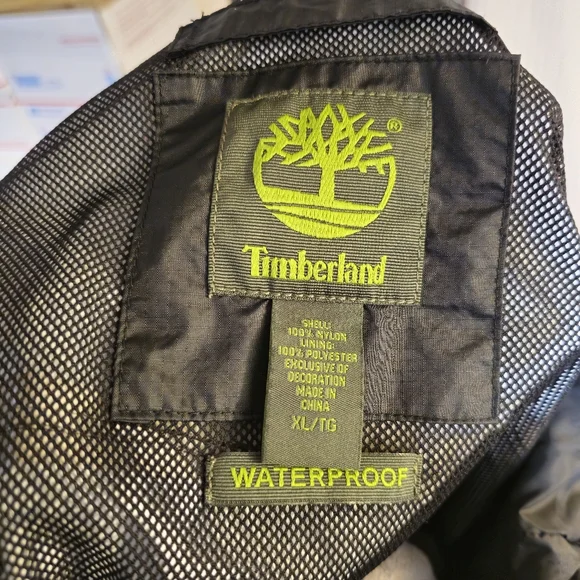 ®
Timberland
SHELL:
100% NYLON
LINING:
100% POLYESTER
EXCLUSIVE OF
DECORATION
MADE IN
CHINA
XL/TG
WATERPROOF